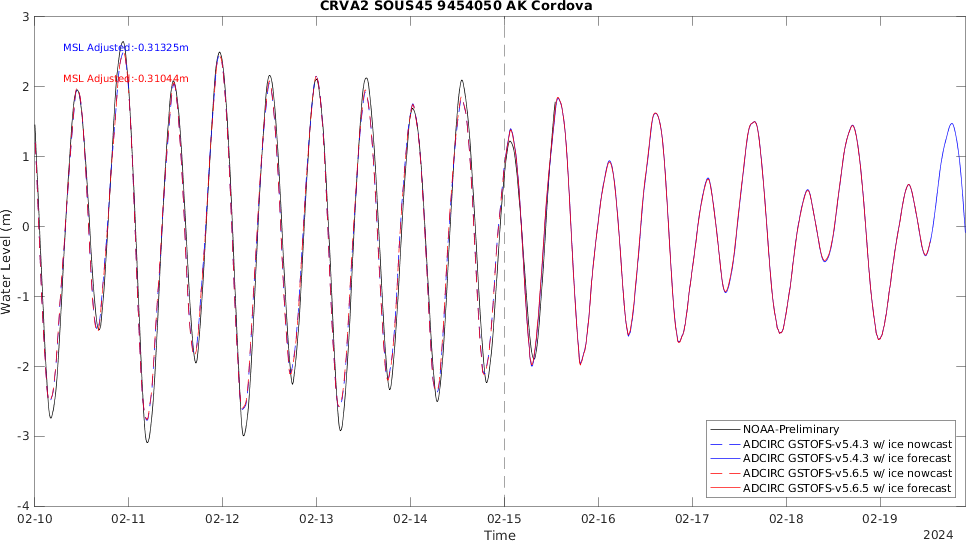 CRVA2 SOUS45 9454050 AK Cordova
MSL Adjusted:-0.31325m
MSL Adjusted:-0.31044m
Water Level (m)
3
2
1
0
-1
-2
-3
-4
NOAA-Preliminary
ADCIRC GSTOFS-v5.4.3 w/ ice nowcast
ADCIRC GSTOFS-v5.4.3 w/ ice forecast
ADCIRC GSTOFS-v5.6.5 w/ ice nowcast
ADCIRC GSTOFS-v5.6.5 w/ ice forecast
02-10 02-11 02-12 02-13 02-14 02-15 02-16 02-17 02-18 02-19
Time
2024